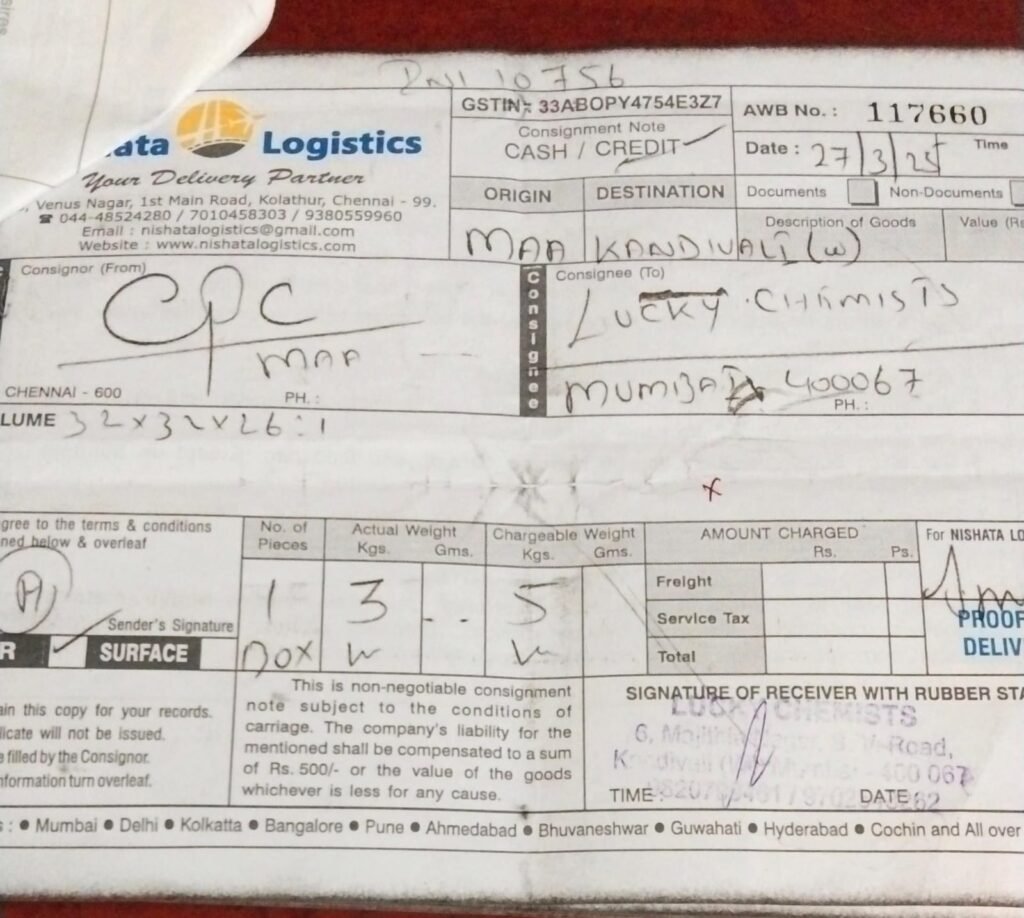 10756
GSTIN: 33ABOPY4754E3Z7
AWB No. : 117660
ata Logistics
Consignment Note
CASH / CREDIT
Date : 27/3/25 Time
Your Delivery Partner
Venus Nagar, 1st Main Road, Kolathur, Chennai - 99.
☎ 044-48524280 / 7010458303 / 9380559960
Email : nishatalogistics@gmail.com
Website : www.nishatalogistics.com
ORIGIN DESTINATION
Documents Non-Documents
Description of Goods Value (Rs
MAA KANDIVALI (W)
Consignor (From)
CPC
MAA
CHENNAI - 600 PH. :
Consignee
Consignee (To)
LUCKY CHEMISTS
MUMBAI 400067
PH. :
LUME 32x32x26:1
x
gree to the terms & conditions
ned below & overleaf
Sender's Signature
R SURFACE
No. of Pieces Actual Weight Kgs. Gms. Chargeable Weight Kgs. Gms.
1 3 .. 5
BOX
AMOUNT CHARGED
Rs. Ps.
Freight
Service Tax
Total
For NISHATA LO
PROOF
DELIV
ain this copy for your records.
licate will not be issued.
e filled by the Consignor.
nformation turn overleaf.
This is non-negotiable consignment
note subject to the conditions of
carriage. The company's liability for the
mentioned shall be compensated to a sum
of Rs. 500/- or the value of the goods
whichever is less for any cause.
SIGNATURE OF RECEIVER WITH RUBBER STA
LUCKY CHEMISTS
6, Road,
Mumbai - 400 067
TIME : DATE
s : ● Mumbai ● Delhi ● Kolkatta ● Bangalore ● Pune ● Ahmedabad ● Bhuvaneshwar ● Guwahati ● Hyderabad ● Cochin and All over